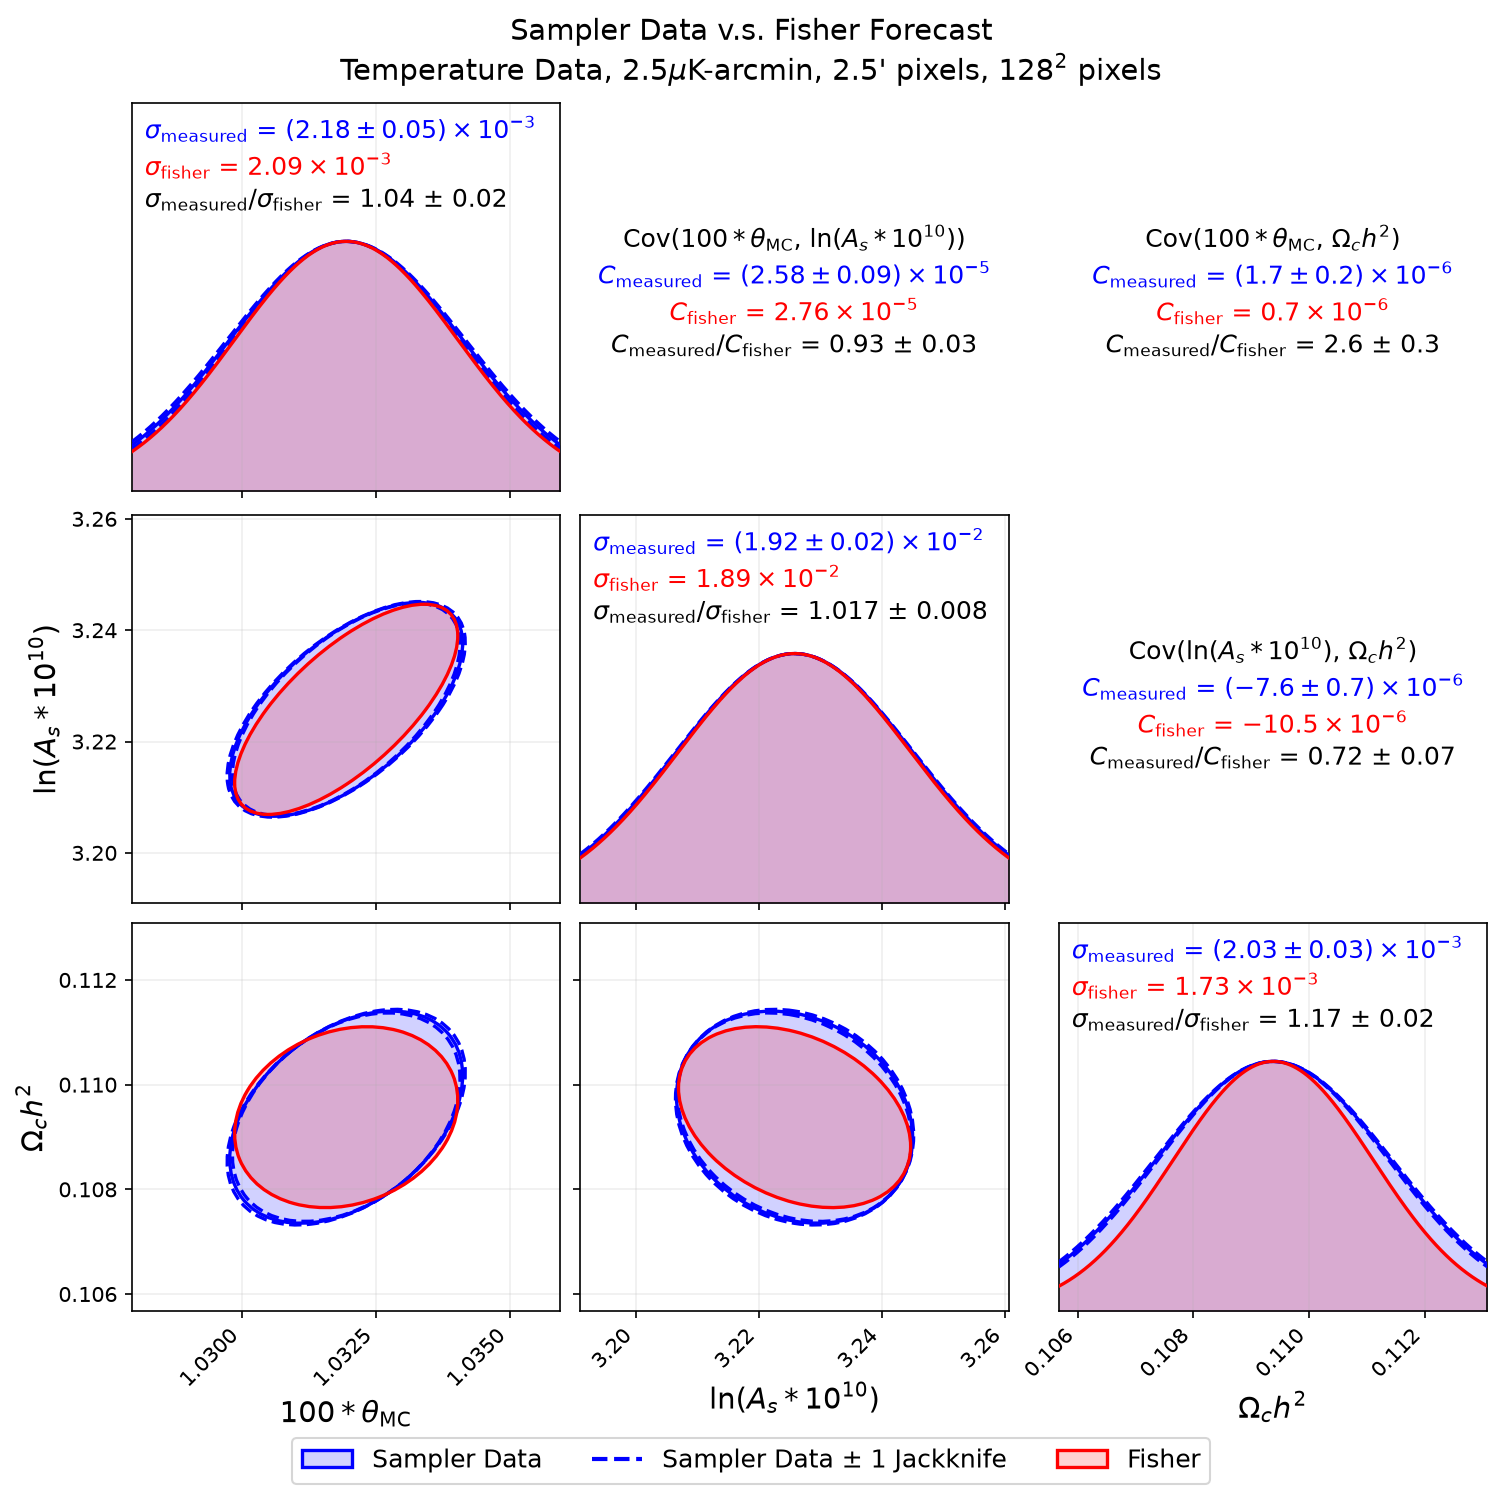 Sampler Data v.s. Fisher Forecast
Temperature Data, 2.5μK-arcmin, 2.5' pixels, 128² pixels
σ_measured = (2.18 ± 0.05) × 10⁻³
σ_fisher = 2.09 × 10⁻³
σ_measured/σ_fisher = 1.04 ± 0.02
Cov(100 * θ_MC, ln(A_s * 10¹⁰))
C_measured = (2.58 ± 0.09) × 10⁻⁵
C_fisher = 2.76 × 10⁻⁵
C_measured/C_fisher = 0.93 ± 0.03
Cov(100 * θ_MC, Ω_c h²)
C_measured = (1.7 ± 0.2) × 10⁻⁶
C_fisher = 0.7 × 10⁻⁶
C_measured/C_fisher = 2.6 ± 0.3
ln(A_s * 10¹⁰)
3.26
3.24
3.22
3.20
σ_measured = (1.92 ± 0.02) × 10⁻²
σ_fisher = 1.89 × 10⁻²
σ_measured/σ_fisher = 1.017 ± 0.008
Cov(ln(A_s * 10¹⁰), Ω_c h²)
C_measured = (−7.6 ± 0.7) × 10⁻⁶
C_fisher = −10.5 × 10⁻⁶
C_measured/C_fisher = 0.72 ± 0.07
Ω_c h²
0.112
0.110
0.108
0.106
σ_measured = (2.03 ± 0.03) × 10⁻³
σ_fisher = 1.73 × 10⁻³
σ_measured/σ_fisher = 1.17 ± 0.02
1.0300 1.0325 1.0350
100 * θ_MC
3.20 3.22 3.24 3.26
ln(A_s * 10¹⁰)
0.106 0.108 0.110 0.112
Ω_c h²
Sampler Data Sampler Data ± 1 Jackknife Fisher